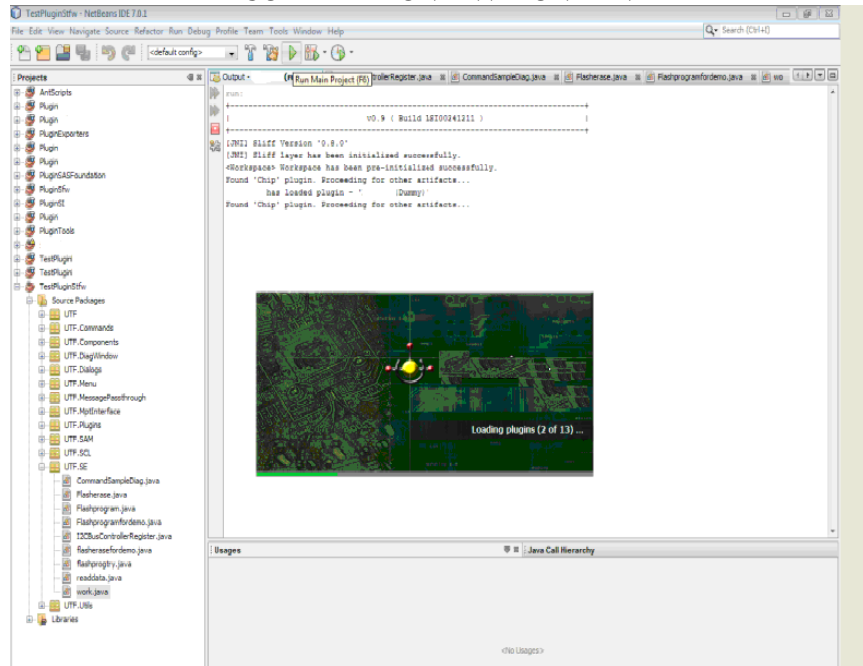 TestPluginStfw - NetBeans IDE 7.0.1
File Edit View Navigate Source Refactor Run Debug Profile Team Tools Window Help
Search (Ctrl+I)
<default config>
Projects
Output -
Run Main Project (F6)
trollerRegister.java
CommandSampleDiag.java
Flasherase.java
Flashprogramfordemo.java
wo
AntScripts
Plugin
Plugin
PluginExporters
Plugin
Plugin
PluginSASFoundation
PluginSfw
PluginSI
Plugin
PluginTools
TestPlugin
TestPlugin
TestPluginStfw
Source Packages
UTF
UTF.Commands
UTF.Components
UTF.DiagWindow
UTF.Dialogs
UTF.Menu
UTF.MessagePassthrough
UTF.MptInterface
UTF.Plugins
UTF.SAM
UTF.SCL
UTF.SE
CommandSampleDiag.java
Flasherase.java
Flashprogram.java
Flashprogramfordemo.java
I2CBusControllerRegister.java
flasherasefordemo.java
flashprogtry.java
readdata.java
work.java
UTF.Utils
Libraries
run:
v0.9 ( Build LSI00241211 )
[JNI] Sliff Version '0.8.0'
[JNI] Sliff layer has been initialized successfully.
<Workspace> Workspace has been pre-initialized successfully.
Found 'Chip' plugin. Proceeding for other artifacts...
has loaded plugin - ' (Dummy)'
Found 'Chip' plugin. Proceeding for other artifacts...
Loading plugins (2 of 13) ...
Usages
Java Call Hierarchy
<No Usages>